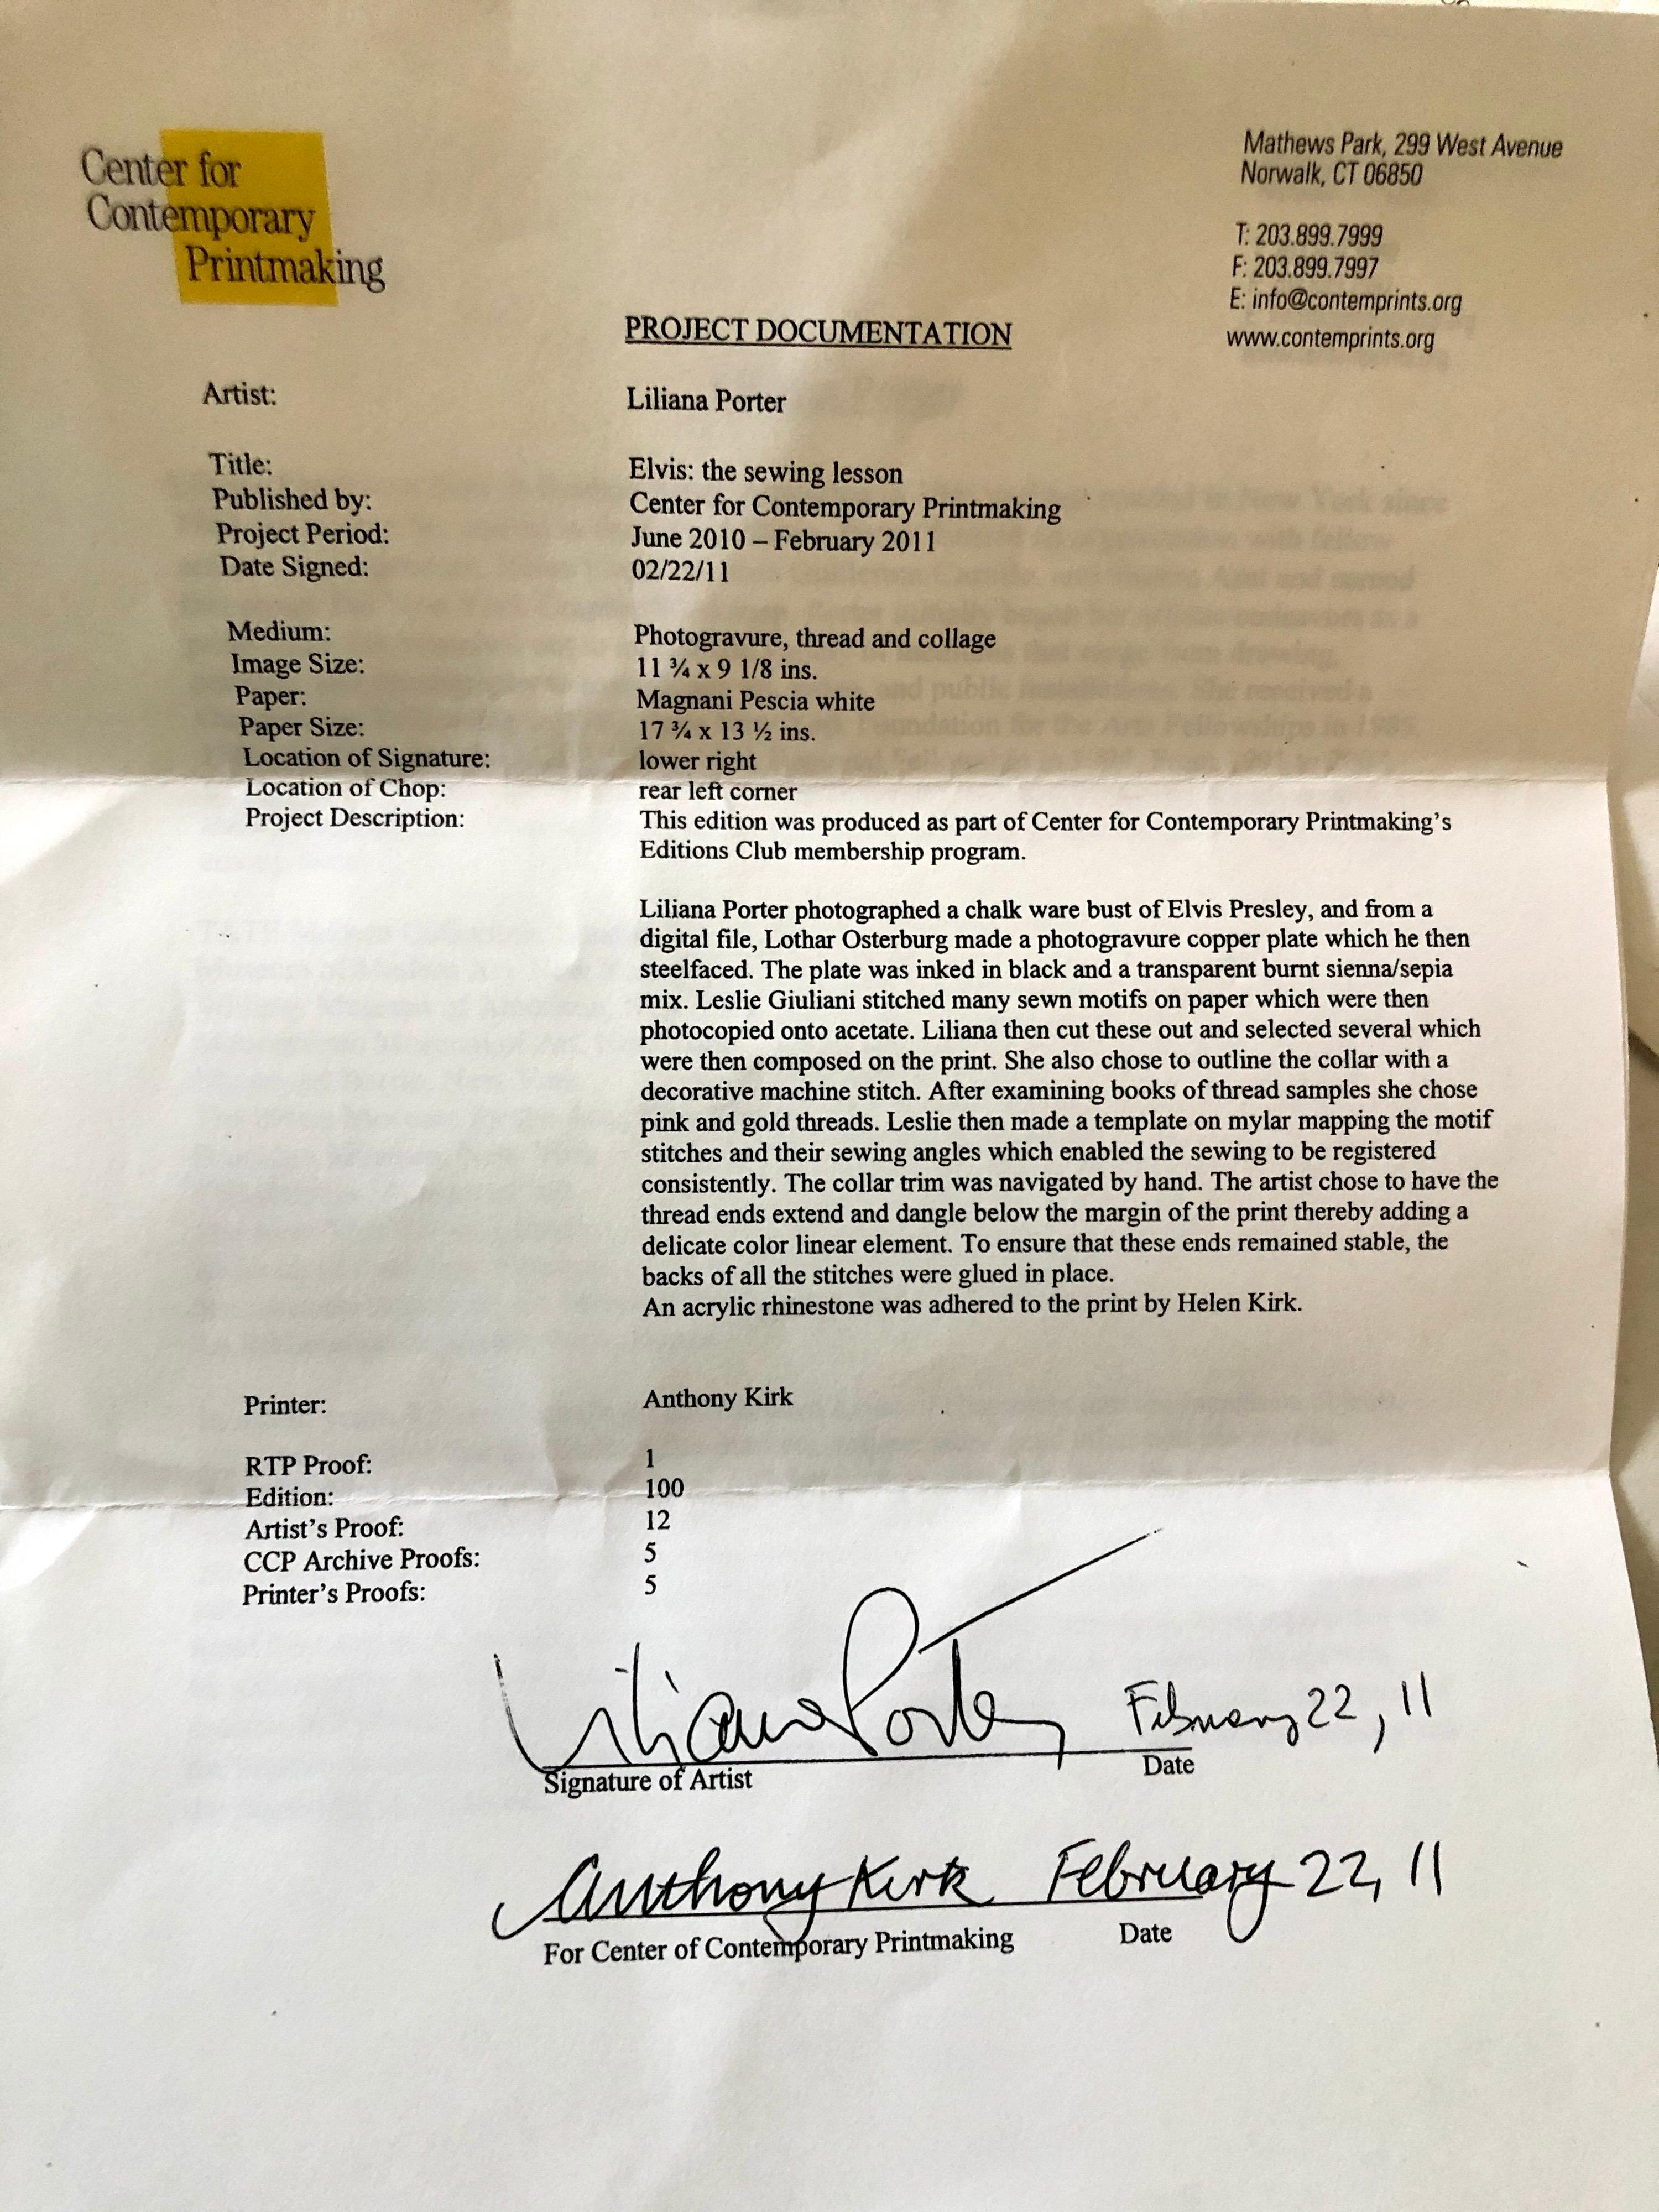 Center for
Contemporary
Printmaking
Mathews Park, 299 West Avenue
Norwalk, CT 06850
T: 203.899.7999
F: 203.899.7997
E: info@contemprints.org
www.contemprints.org
PROJECT DOCUMENTATION
Artist: Liliana Porter
Title: Elvis: the sewing lesson
Published by: Center for Contemporary Printmaking
Project Period: June 2010 – February 2011
Date Signed: 02/22/11
Medium: Photogravure, thread and collage
Image Size: 11 ¾ x 9 1/8 ins.
Paper: Magnani Pescia white
Paper Size: 17 ¾ x 13 ½ ins.
Location of Signature: lower right
Location of Chop: rear left corner
Project Description: This edition was produced as part of Center for Contemporary Printmaking's
Editions Club membership program.
Liliana Porter photographed a chalk ware bust of Elvis Presley, and from a
digital file, Lothar Osterburg made a photogravure copper plate which he then
steelfaced. The plate was inked in black and a transparent burnt sienna/sepia
mix. Leslie Giuliani stitched many sewn motifs on paper which were then
photocopied onto acetate. Liliana then cut these out and selected several which
were then composed on the print. She also chose to outline the collar with a
decorative machine stitch. After examining books of thread samples she chose
pink and gold threads. Leslie then made a template on mylar mapping the motif
stitches and their sewing angles which enabled the sewing to be registered
consistently. The collar trim was navigated by hand. The artist chose to have the
thread ends extend and dangle below the margin of the print thereby adding a
delicate color linear element. To ensure that these ends remained stable, the
backs of all the stitches were glued in place.
An acrylic rhinestone was adhered to the print by Helen Kirk.
Printer: Anthony Kirk
RTP Proof: 1
Edition: 100
Artist's Proof: 12
CCP Archive Proofs: 5
Printer's Proofs: 5
Liliana Porter February 22, 11
Signature of Artist Date
Anthony Kirk February 22, 11
For Center of Contemporary Printmaking Date